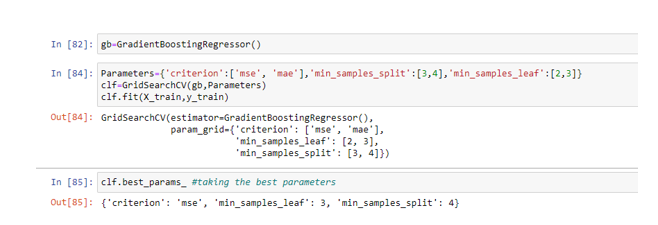 In [82]: gb=GradientBoostingRegressor()
In [84]: Parameters={'criterion':['mse', 'mae'],'min_samples_split':[3,4],'min_samples_leaf':[2,3]}
clf=GridSearchCV(gb,Parameters)
clf.fit(X_train,y_train)
Out[84]: GridSearchCV(estimator=GradientBoostingRegressor(),
param_grid={'criterion': ['mse', 'mae'],
'min_samples_leaf': [2, 3],
'min_samples_split': [3, 4]})
In [85]: clf.best_params_ #taking the best parameters
Out[85]: {'criterion': 'mse', 'min_samples_leaf': 3, 'min_samples_split': 4}